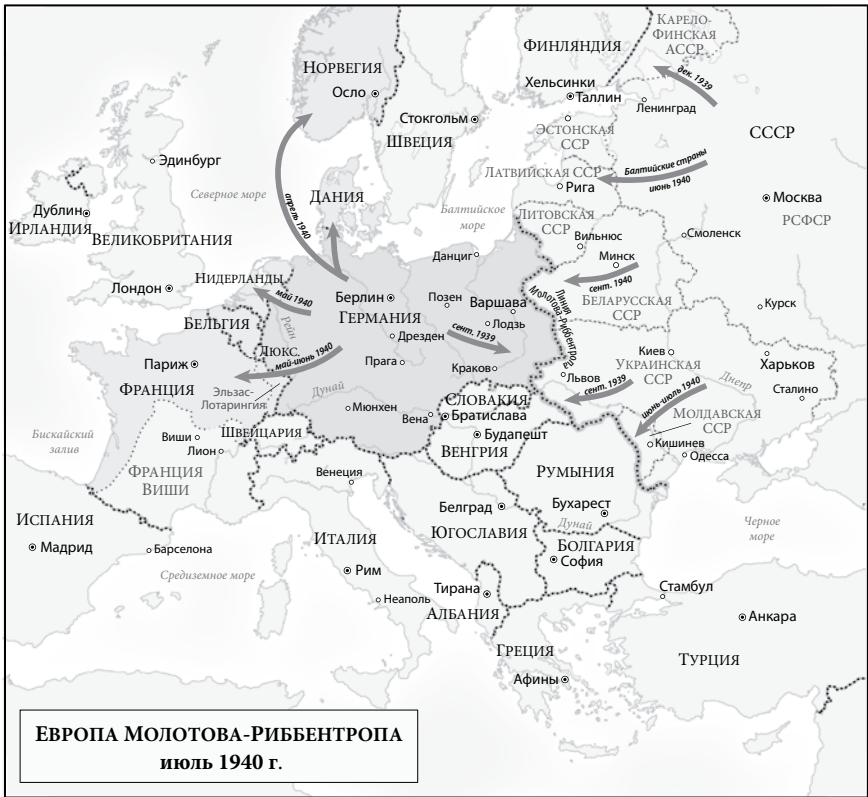 КАРЕЛО-
ФИНСКАЯ
АССР
ФИНЛЯНДИЯ
НОРВЕГИЯ
дек. 1939
Хельсинки
Осло
Таллин
Ленинград
Стокгольм
ЭСТОНСКАЯ
ССР
СССР
ШВЕЦИЯ
Эдинбург
Балтийские страны
июнь 1940
ЛАТВИЙСКАЯ ССР
Рига
Северное море
ДАНИЯ
апрель 1940
Москва
Дублин
ИРЛАНДИЯ
Балтийское
море
ЛИТОВСКАЯ
ССР
РСФСР
ВЕЛИКОБРИТАНИЯ
Вильнюс
Смоленск
Данциг
Минск
НИДЕРЛАНДЫ
сент. 1940
Лондон
май 1940
Берлин
Позен
Варшава
Линия
Молотова-Риббентропа
БЕЛАРУССКАЯ
ССР
Курск
БЕЛЬГИЯ
Рейн
ГЕРМАНИЯ
Лодзь
Дрезден
сент. 1939
ЛЮКС.
май-июнь 1940
Париж
Прага
Краков
Киев
УКРАИНСКАЯ
ССР
Харьков
Львов
сент. 1939
Днепр
ФРАНЦИЯ
Эльзас-
Лотарингия
Дунай
Сталино
июнь-июль 1940
СЛОВАКИЯ
Мюнхен
Вена
Братислава
МОЛДАВСКАЯ
ССР
Бискайский
залив
Виши
ШВЕЙЦАРИЯ
Будапешт
Кишинев
Лион
ВЕНГРИЯ
Одесса
ФРАНЦИЯ
ВИШИ
Венеция
РУМЫНИЯ
Белград
Бухарест
ИСПАНИЯ
Дунай
Черное
море
ИТАЛИЯ
ЮГОСЛАВИЯ
Мадрид
Барселона
БОЛГАРИЯ
София
Средиземное море
Рим
Тирана
Стамбул
Неаполь
АЛБАНИЯ
Анкара
ГРЕЦИЯ
ТУРЦИЯ
Афины
ЕВРОПА МОЛОТОВА-РИББЕНТРОПА
июль 1940 г.